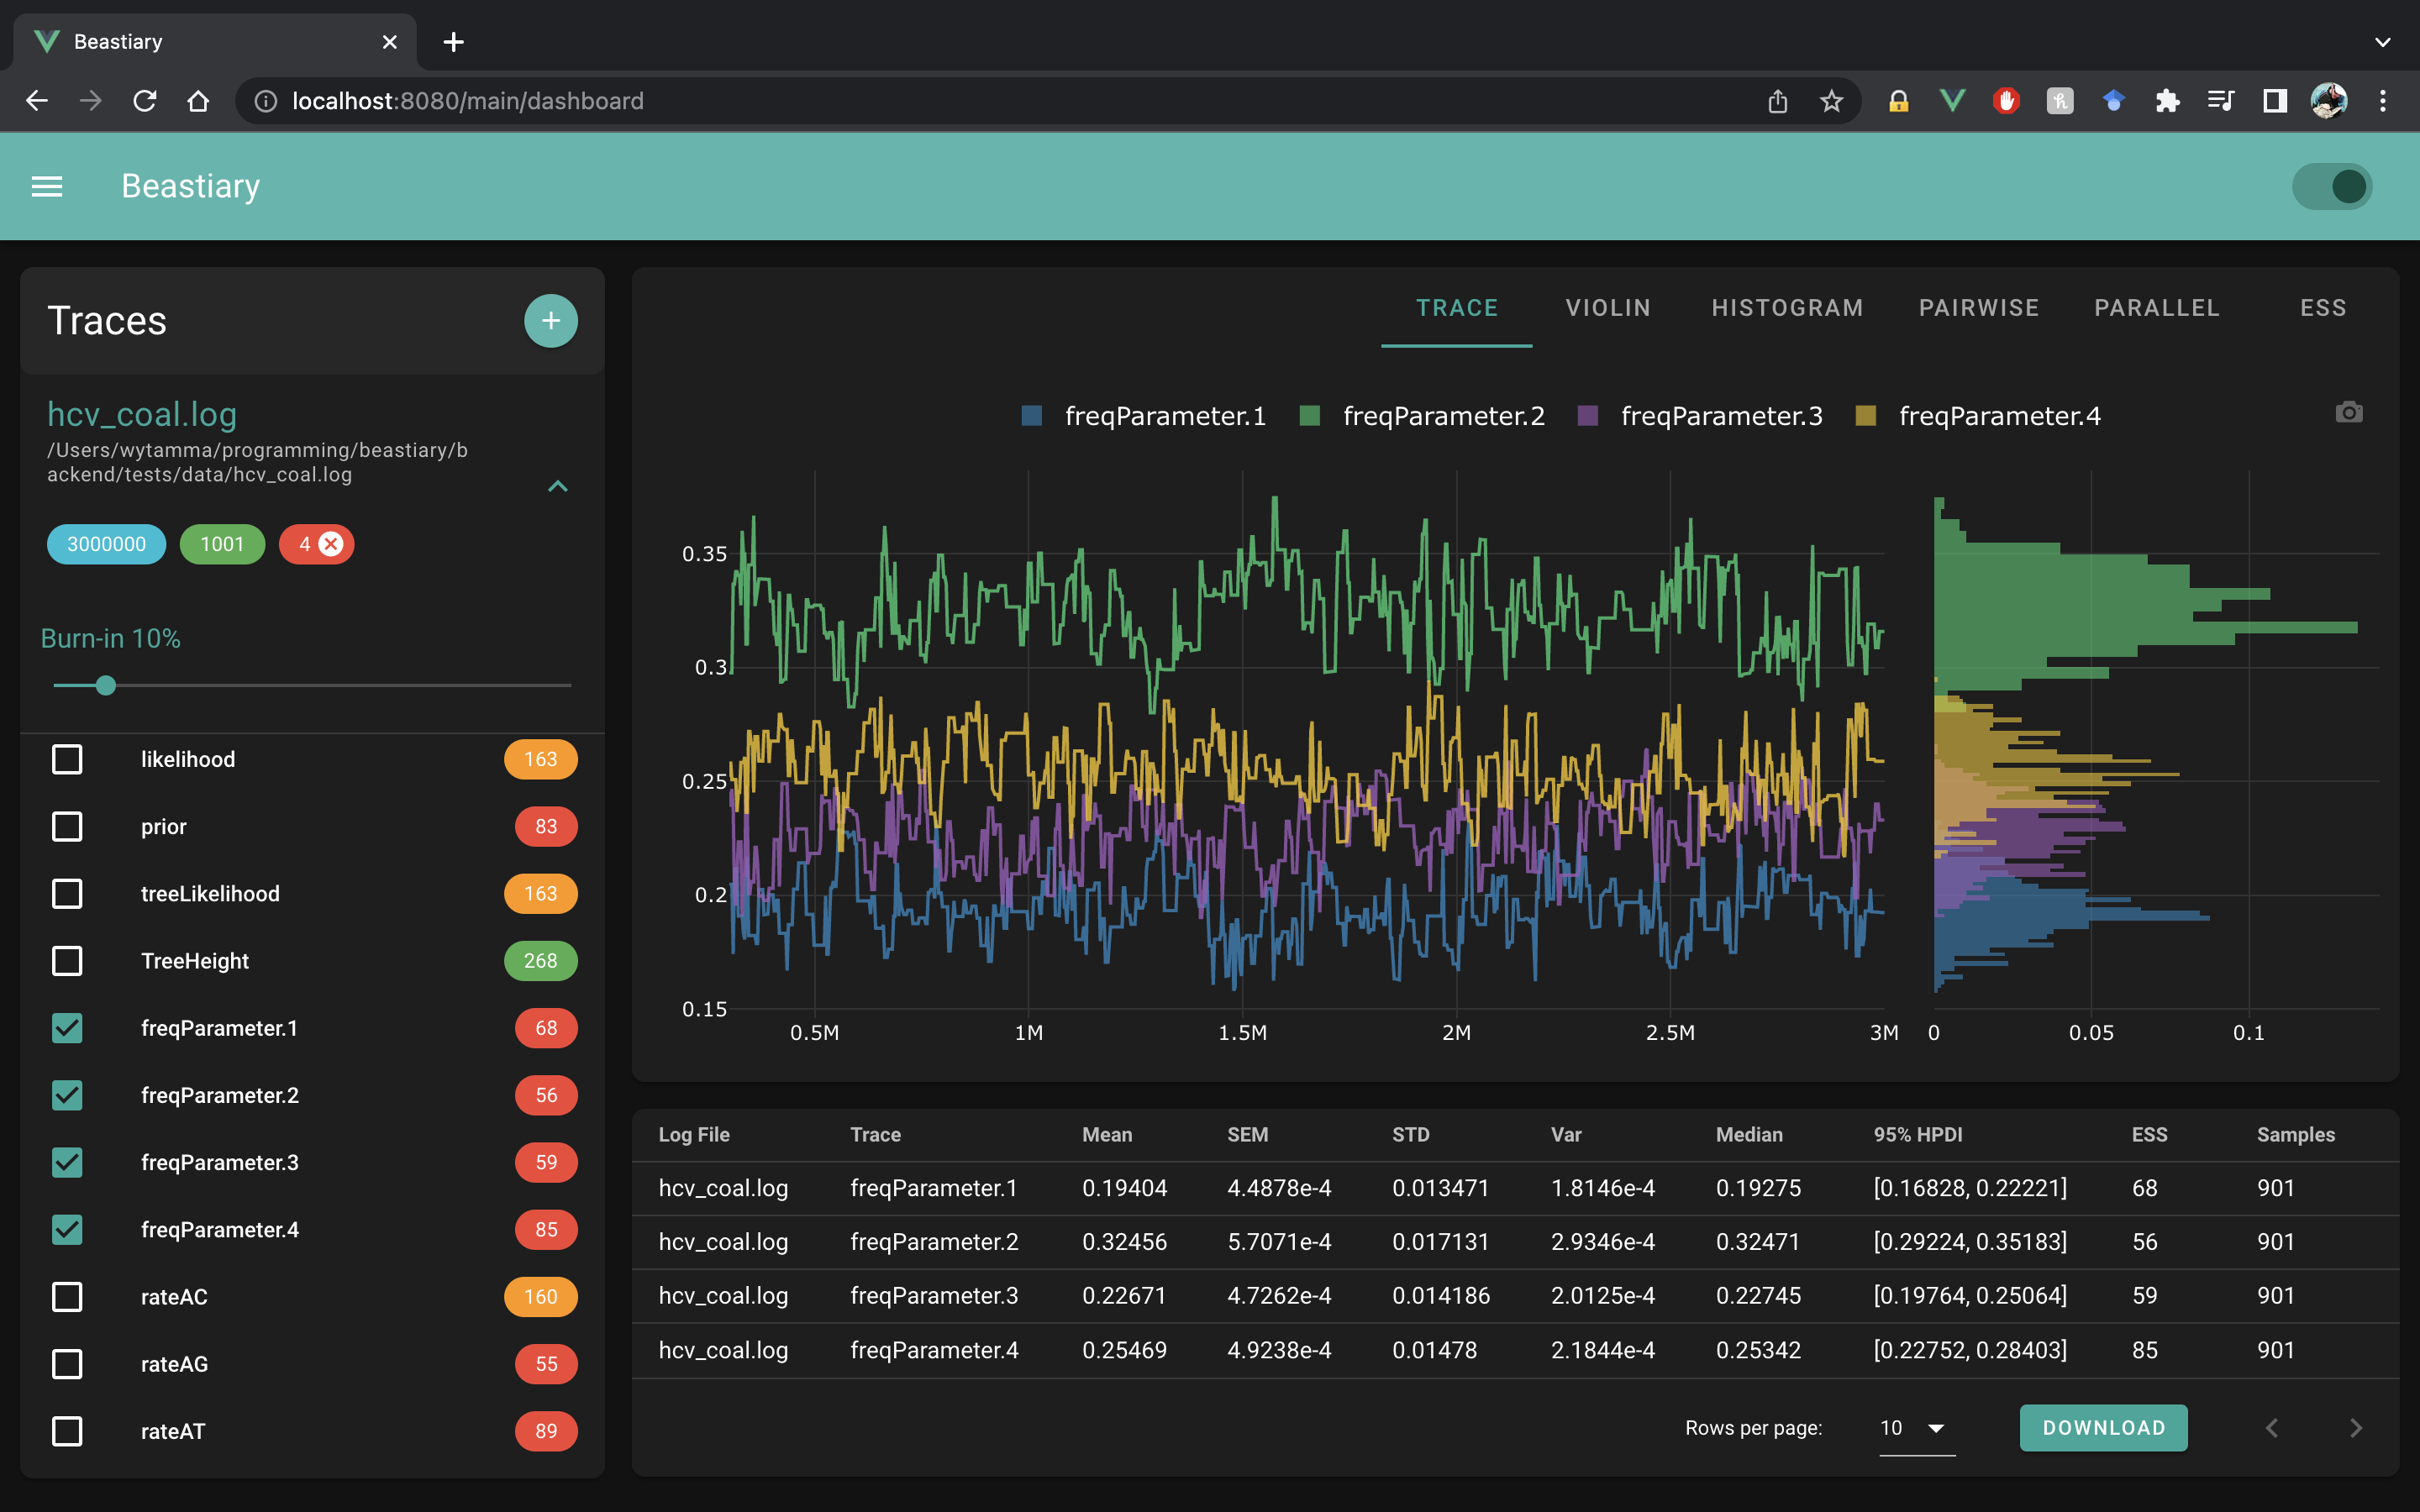 Beastiary
localhost:8080/main/dashboard
Beastiary
Traces
hcv_coal.log
/Users/wytamma/programming/beastiary/b
ackend/tests/data/hcv_coal.log
3000000 1001 4
Burn-in 10%
likelihood 163
prior 83
treeLikelihood 163
TreeHeight 268
freqParameter.1 68
freqParameter.2 56
freqParameter.3 59
freqParameter.4 85
rateAC 160
rateAG 55
rateAT 89
TRACE VIOLIN HISTOGRAM PAIRWISE PARALLEL ESS
freqParameter.1 freqParameter.2 freqParameter.3 freqParameter.4
0.35
0.3
0.25
0.2
0.15
0.5M 1M 1.5M 2M 2.5M 3M 0 0.05 0.1
Log File Trace Mean SEM STD Var Median 95% HPDI ESS Samples
hcv_coal.log freqParameter.1 0.19404 4.4878e-4 0.013471 1.8146e-4 0.19275 [0.16828, 0.22221] 68 901
hcv_coal.log freqParameter.2 0.32456 5.7071e-4 0.017131 2.9346e-4 0.32471 [0.29224, 0.35183] 56 901
hcv_coal.log freqParameter.3 0.22671 4.7262e-4 0.014186 2.0125e-4 0.22745 [0.19764, 0.25064] 59 901
hcv_coal.log freqParameter.4 0.25469 4.9238e-4 0.01478 2.1844e-4 0.25342 [0.22752, 0.28403] 85 901
Rows per page: 10 DOWNLOAD